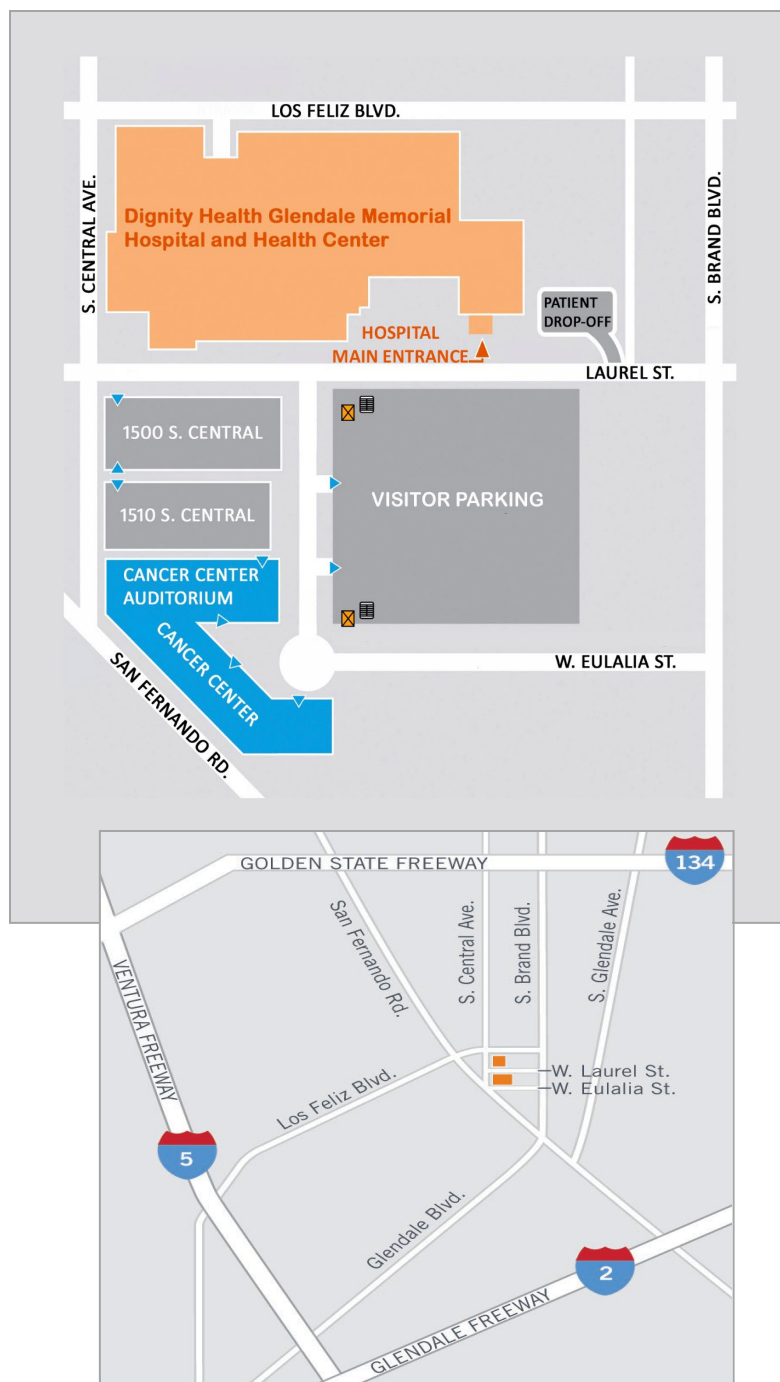 LOS FELIZ BLVD.
S. CENTRAL AVE.
S. BRAND BLVD.
Dignity Health Glendale Memorial
Hospital and Health Center
PATIENT
DROP-OFF
HOSPITAL
MAIN ENTRANCE
LAUREL ST.
1500 S. CENTRAL
VISITOR PARKING
1510 S. CENTRAL
CANCER CENTER
AUDITORIUM
CANCER CENTER
W. EULALIA ST.
SAN FERNANDO RD.
GOLDEN STATE FREEWAY
134
San Fernando Rd.
S. Central Ave.
S. Brand Blvd.
S. Glendale Ave.
VENTURA FREEWAY
W. Laurel St.
W. Eulalia St.
Los Feliz Blvd.
5
Glendale Blvd.
2
GLENDALE FREEWAY